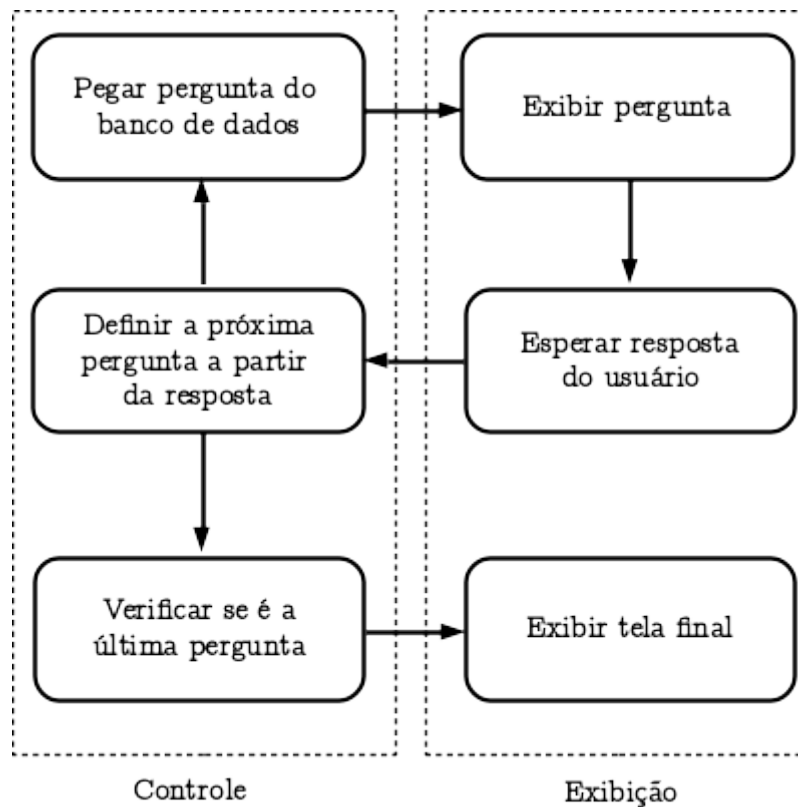 Pegar pergunta do
banco de dados
Exibir pergunta
Definir a próxima
pergunta a partir
da resposta
Esperar resposta
do usuário
Verificar se é a
última pergunta
Exibir tela final
Controle
Exibição